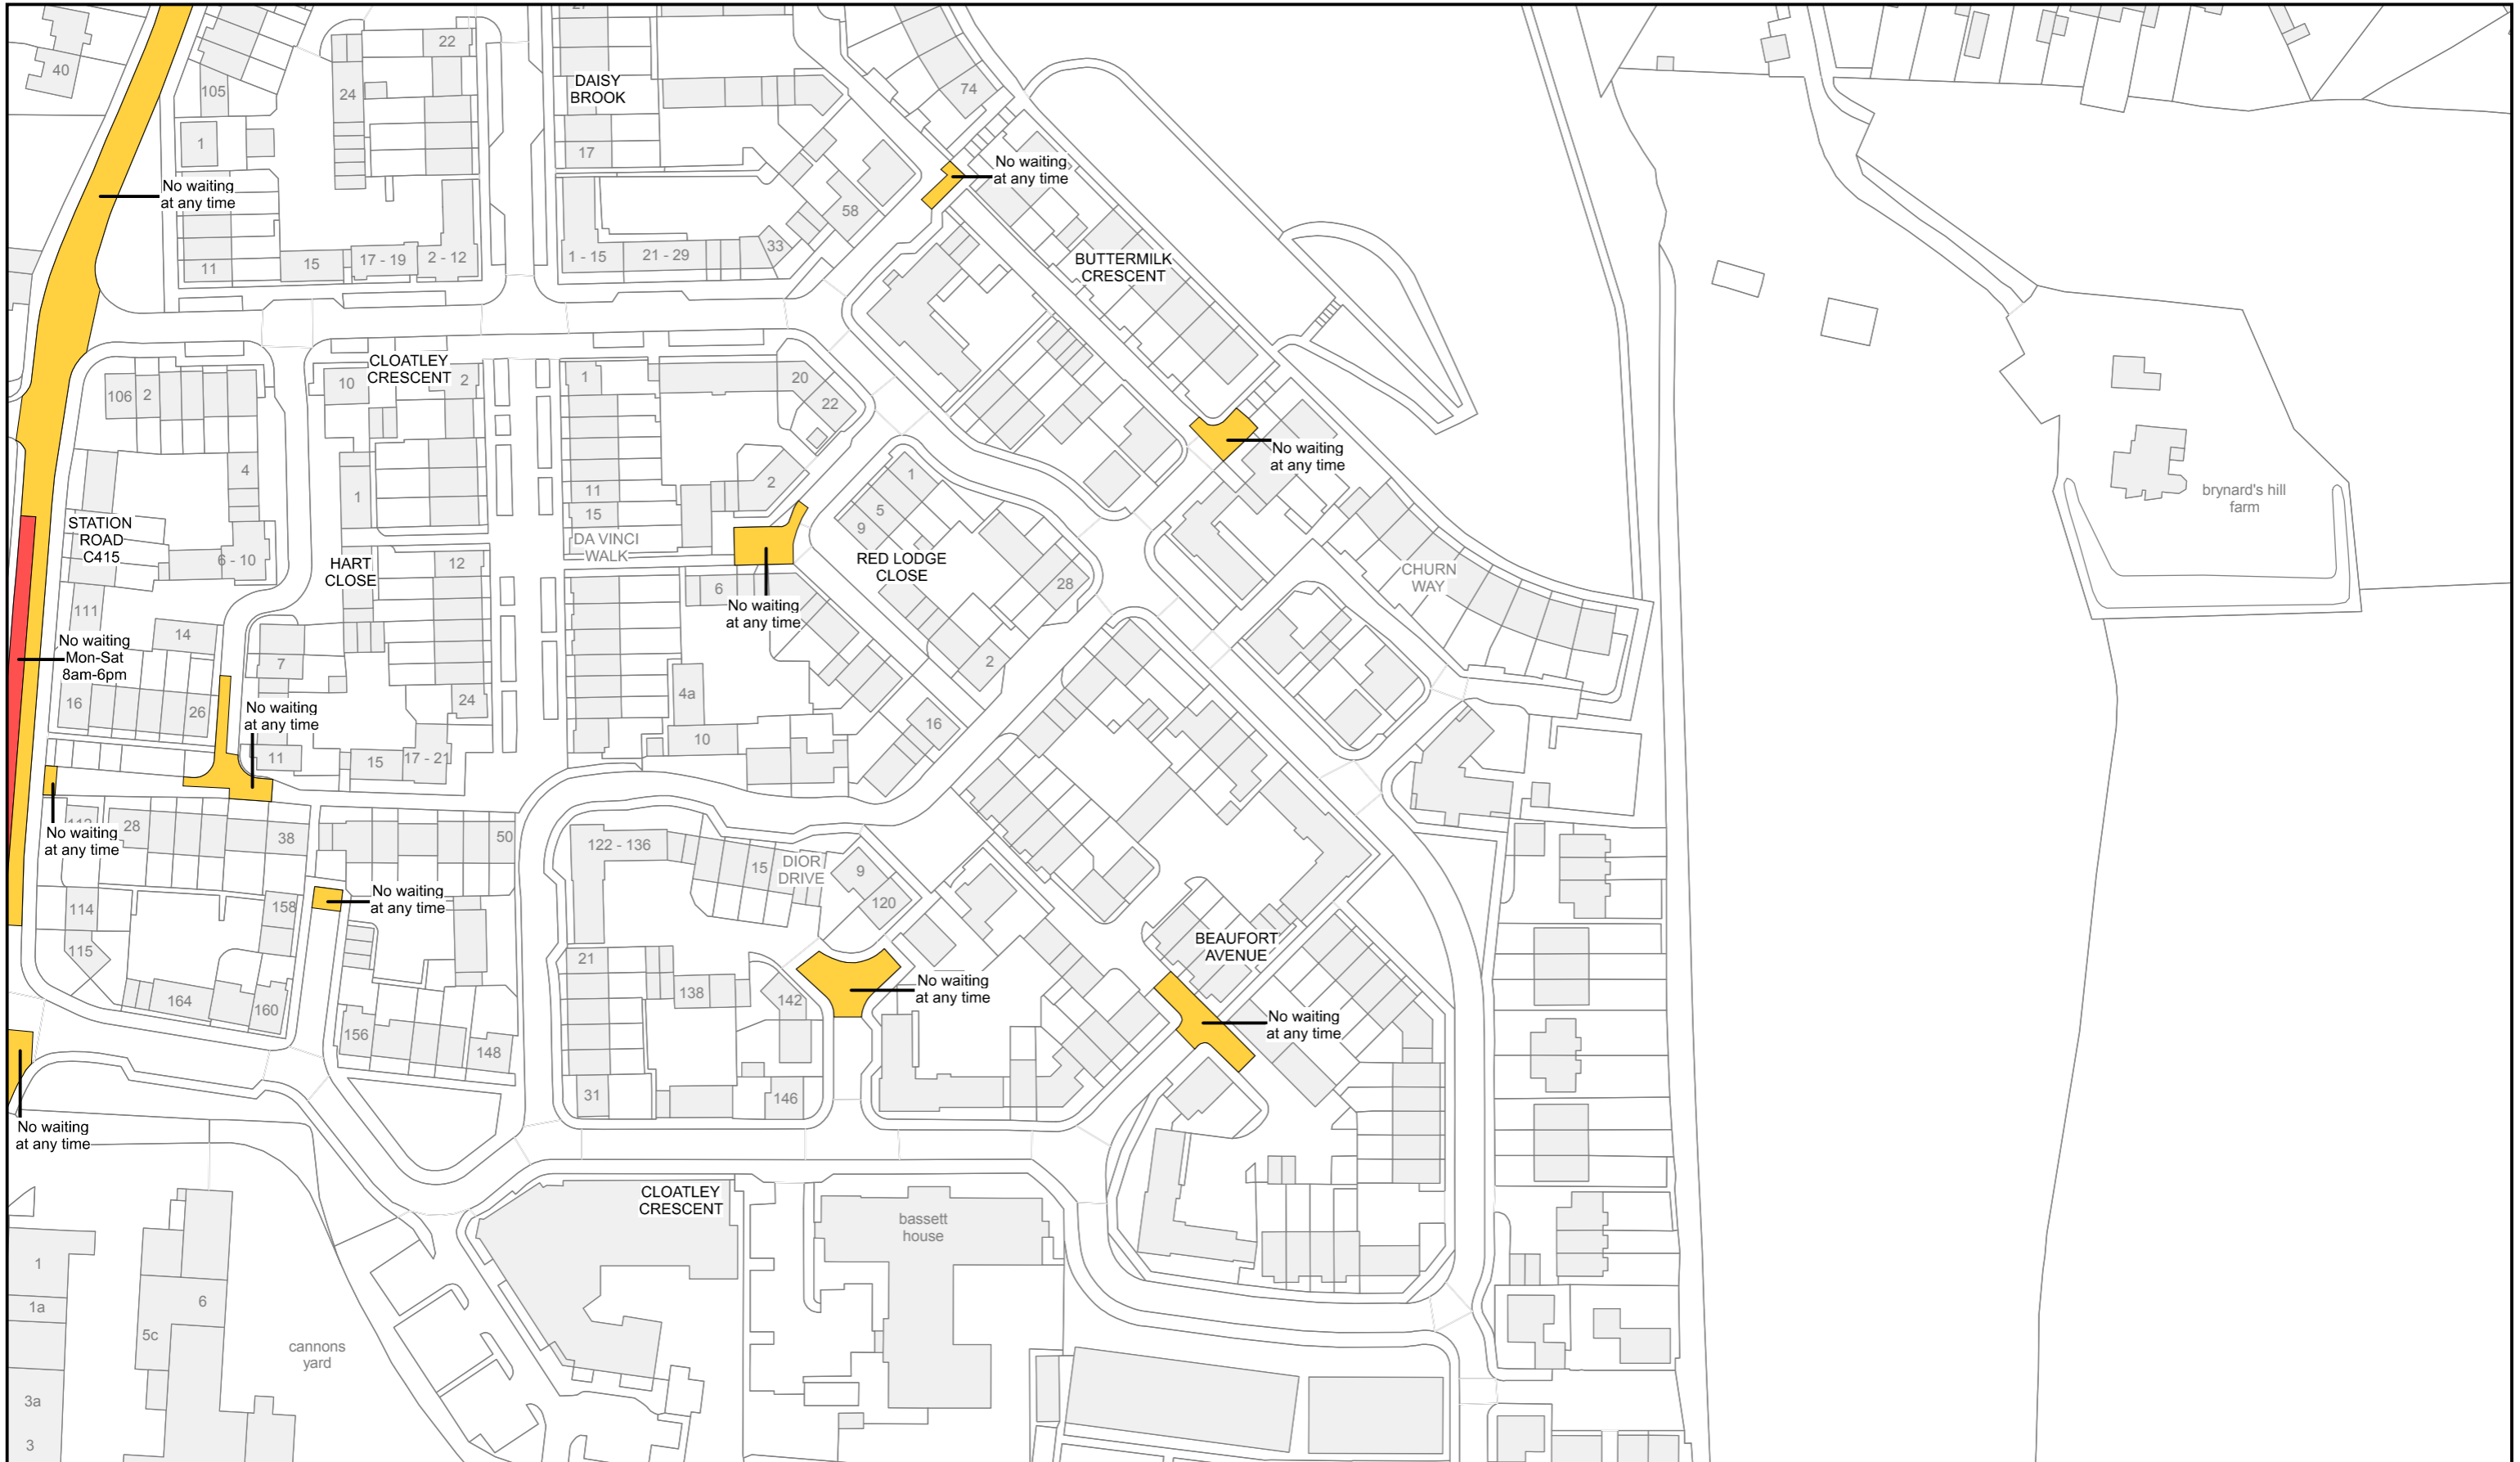 40
105
1
24
22
DAISY
BROOK
17
74
No waiting
at any time
No waiting
at any time
58
11
15
17 - 19
2 - 12
1 - 15
21 - 29
33
BUTTERMILK
CRESCENT
CLOATLEY
CRESCENT
106
2
10
2
1
20
22
4
1
11
15
2
1
5
9
No waiting
at any time
brynard's hill
farm
STATION
ROAD
C415
6 - 10
HART
CLOSE
12
DA VINCI
WALK
RED LODGE
CLOSE
28
CHURN
WAY
111
14
6
No waiting
at any time
No waiting
Mon-Sat
8am-6pm
7
2
16
26
24
4a
16
No waiting
at any time
11
15
17 - 21
10
No waiting
at any time
28
38
50
122 - 136
15
DIOR
DRIVE
9
120
114
158
No waiting
at any time
115
21
BEAUFORT
AVENUE
164
160
156
148
138
142
No waiting
at any time
No waiting
at any time
31
146
No waiting
at any time
CLOATLEY
CRESCENT
bassett
house
1
1a
6
5c
cannons
yard
3a
3